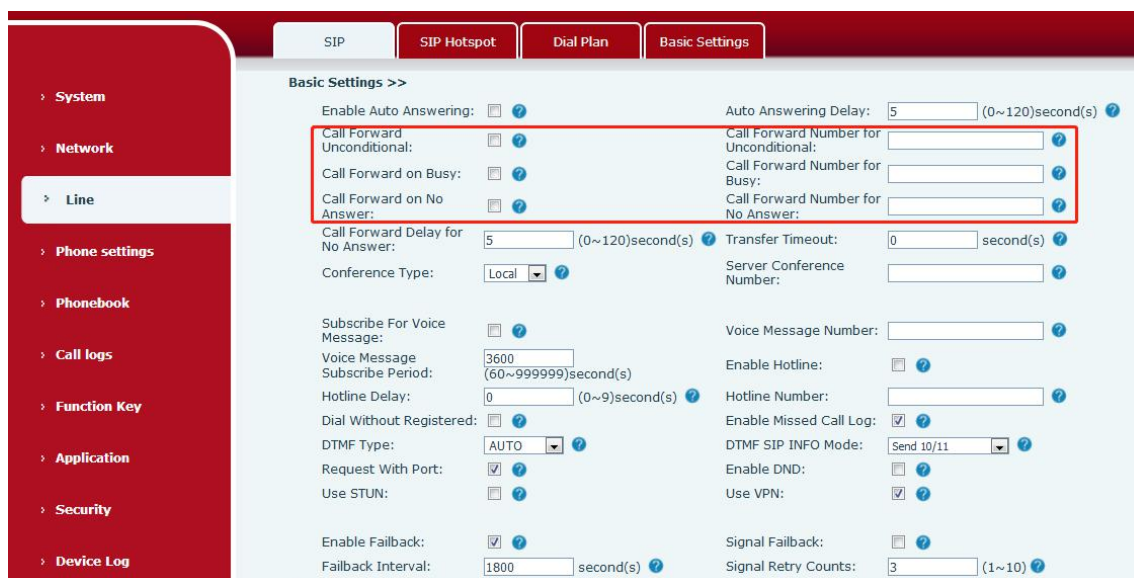 SIP
SIP Hotspot
Dial Plan
Basic Settings
System
Network
Line
Phone settings
Phonebook
Call logs
Function Key
Application
Security
Device Log
Basic Settings >>
Enable Auto Answering:
Auto Answering Delay: 5 (0~120)second(s)
Call Forward
Unconditional:
Call Forward Number for
Unconditional:
Call Forward on Busy:
Call Forward Number for
Busy:
Call Forward on No
Answer:
Call Forward Number for
No Answer:
Call Forward Delay for
No Answer: 5 (0~120)second(s)
Transfer Timeout: 0 second(s)
Conference Type: Local
Server Conference
Number:
Subscribe For Voice
Message:
Voice Message Number:
Voice Message
Subscribe Period: 3600
(60~999999)second(s)
Enable Hotline:
Hotline Delay: 0 (0~9)second(s)
Hotline Number:
Dial Without Registered:
Enable Missed Call Log:
DTMF Type: AUTO
DTMF SIP INFO Mode: Send 10/11
Request With Port:
Enable DND:
Use STUN:
Use VPN:
Enable Failback:
Signal Failback:
Failback Interval: 1800 second(s)
Signal Retry Counts: 3 (1~10)